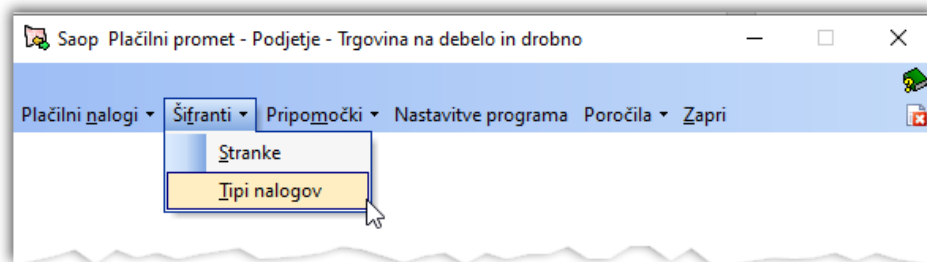 Saop Plačilni promet - Podjetje - Trgovina na debelo in drobno
Plačilni nalogi Šifranti Pripomočki Nastavitve programa Poročila Zapri
Stranke
Tipi nalogov